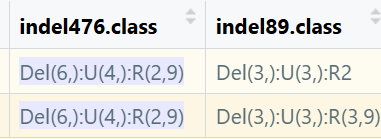 indel476.class indel89.class
Del(6,):U(4,):R(2,9) Del(3,):U(3,):R2
Del(6,):U(4,):R(2,9) Del(3,):U(3,):R(3,9)